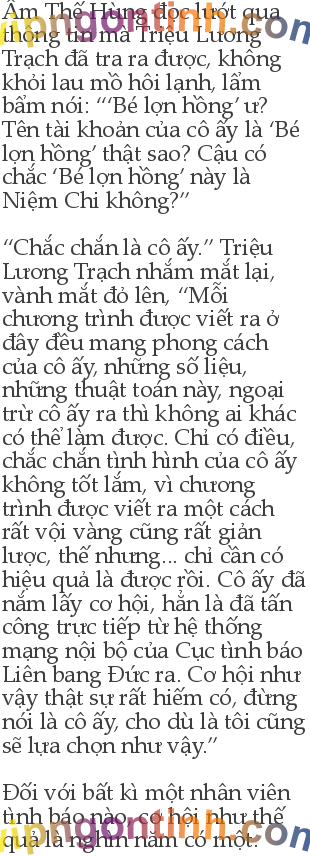 Âm Thế Hùng đọc lướt qua
thông tin mà Triệu Lương
Trạch đã tra ra được, không
khỏi lau mồ hôi lạnh, lẩm
bẩm nói: “‘Bé lợn hồng’ ư?
Tên tài khoản của cô ấy là ‘Bé
lợn hồng’ thật sao? Cậu có
chắc ‘Bé lợn hồng’ này là
Niệm Chi không?”
“Chắc chắn là cô ấy.” Triệu
Lương Trạch nhắm mắt lại,
vành mắt đỏ lên, “Mỗi
chương trình được viết ra ở
đây đều mang phong cách
của cô ấy, những số liệu,
những thuật toán này, ngoại
trừ cô ấy ra thì không ai khác
có thể làm được. Chỉ có điều,
chắc chắn tình hình của cô ấy
không tốt lắm, vì chương
trình được viết ra một cách
rất vội vàng cũng rất giản
lược, thế nhưng... chỉ cần có
hiệu quả là được rồi. Cô ấy đã
nắm lấy cơ hội, hẳn là đã tấn
công trực tiếp từ hệ thống
mạng nội bộ của Cục tình báo
Liên bang Đức ra. Cơ hội như
vậy thật sự rất hiếm có, đừng
nói là cô ấy, cho dù là tôi cũng
sẽ lựa chọn như vậy.”
Đối với bất kì một nhân viên
tình báo nào, cơ hội như thế
quả là nghìn năm có một.
vipngontinh.com
vipngontinh.com